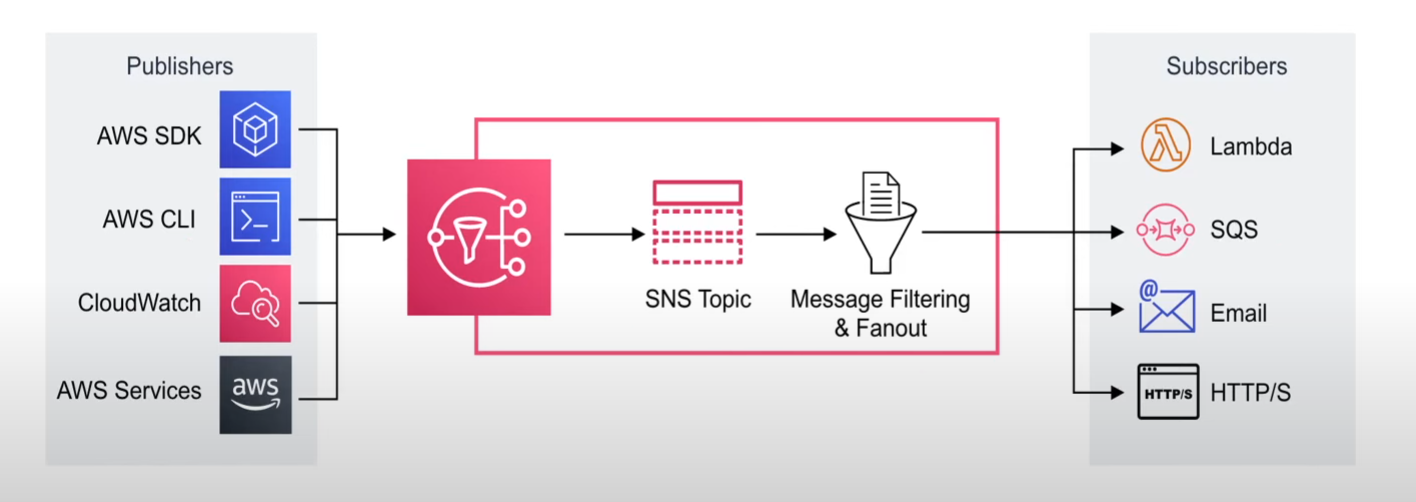 Publishers
AWS SDK
AWS CLI
CloudWatch
AWS Services
aws
SNS Topic
Message Filtering
& Fanout
Subscribers
Lambda
SQS
@
Email
HTTP/S
HTTP/S